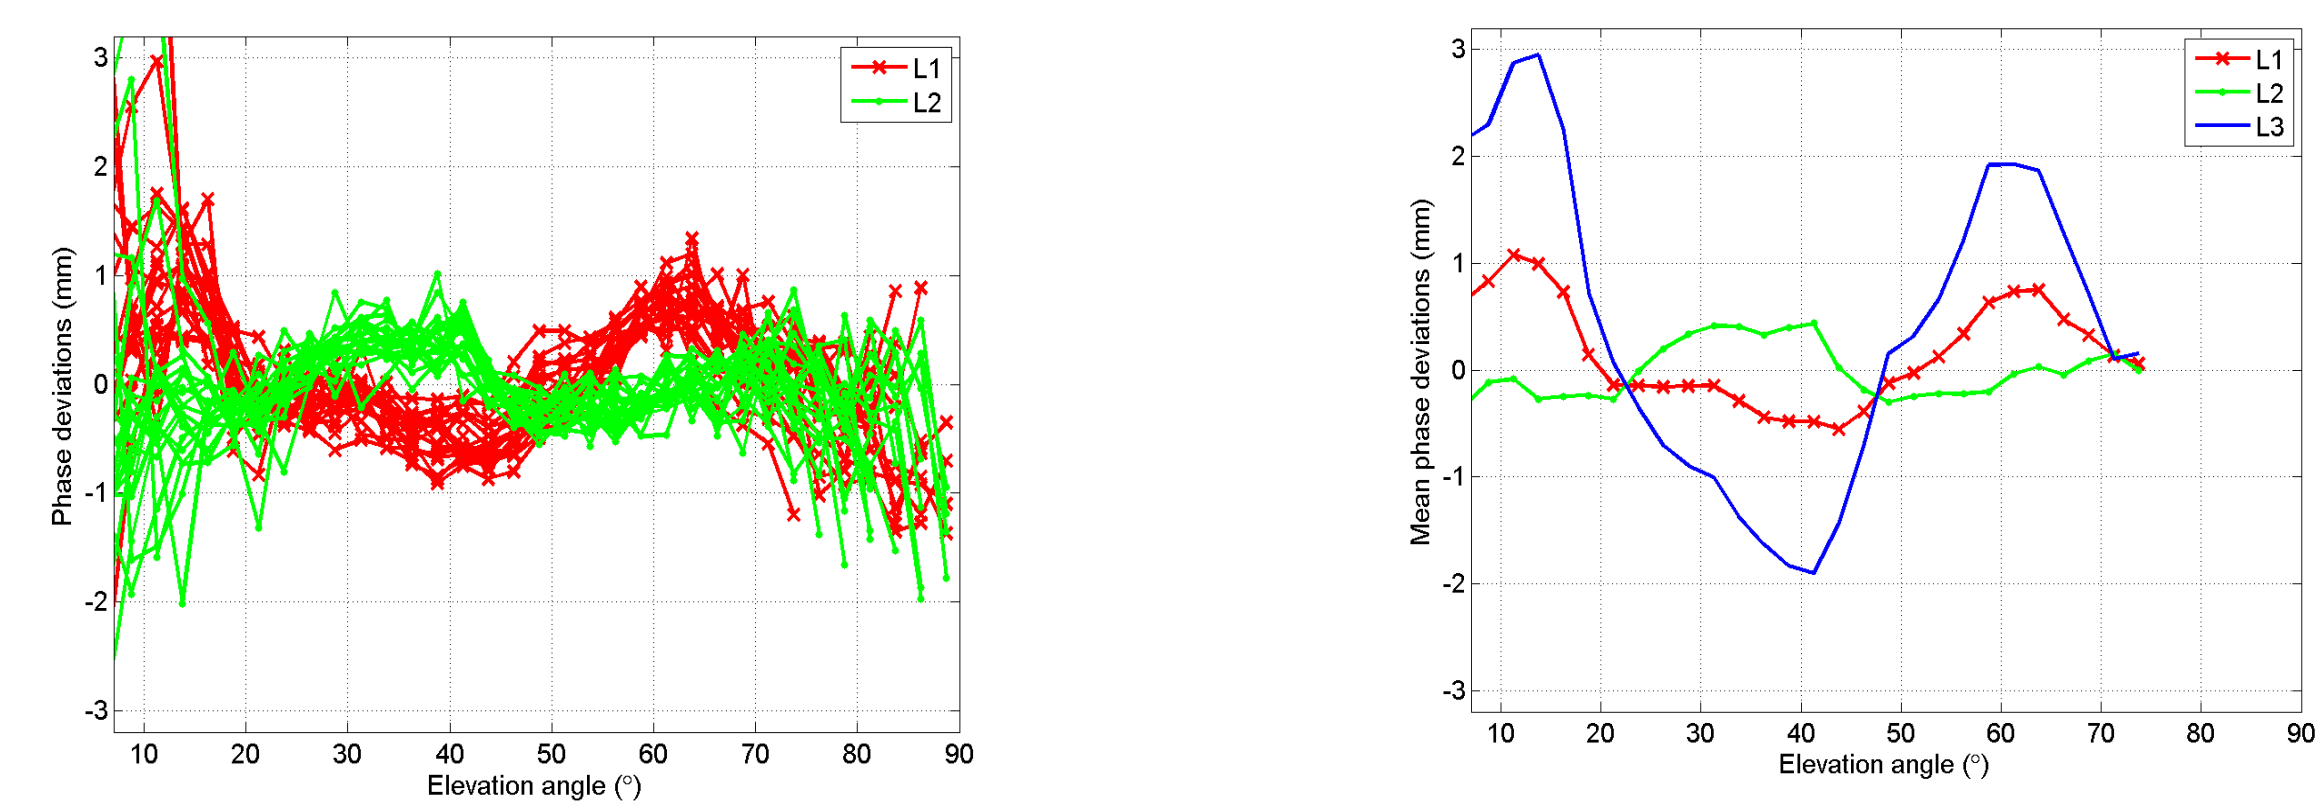 3
2
1
0
-1
-2
-3
Phase deviations (mm)
L1
L2
10 20 30 40 50 60 70 80 90
Elevation angle (°)
3
2
1
0
-1
-2
-3
Mean phase deviations (mm)
L1
L2
L3
10 20 30 40 50 60 70 80 90
Elevation angle (°)